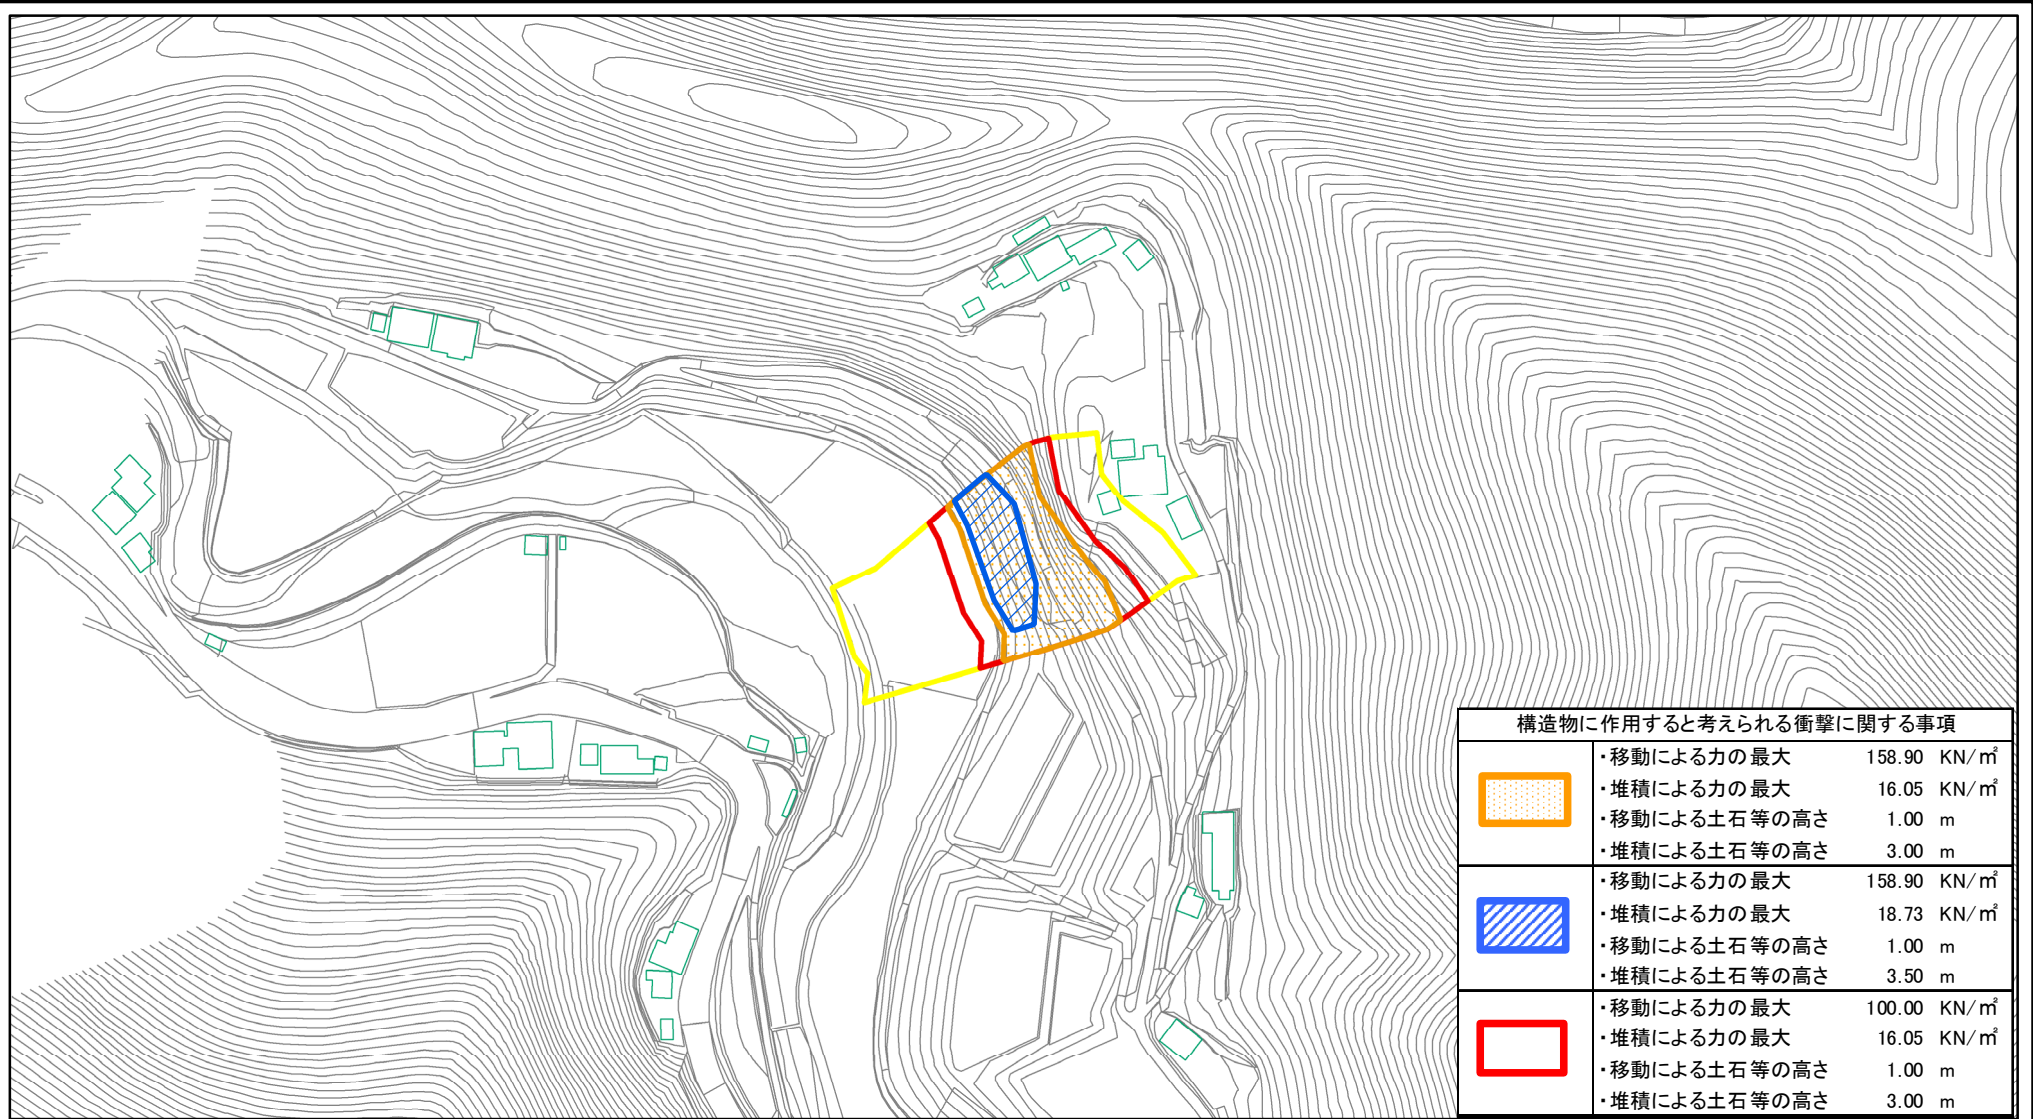 構造物に作用すると考えられる衝撃に関する事項
・移動による力の最大 158.90 KN/㎡
・堆積による力の最大 16.05 KN/㎡
・移動による土石等の高さ 1.00 m
・堆積による土石等の高さ 3.00 m
・移動による力の最大 158.90 KN/㎡
・堆積による力の最大 18.73 KN/㎡
・移動による土石等の高さ 1.00 m
・堆積による土石等の高さ 3.50 m
・移動による力の最大 100.00 KN/㎡
・堆積による力の最大 16.05 KN/㎡
・移動による土石等の高さ 1.00 m
・堆積による土石等の高さ 3.00 m